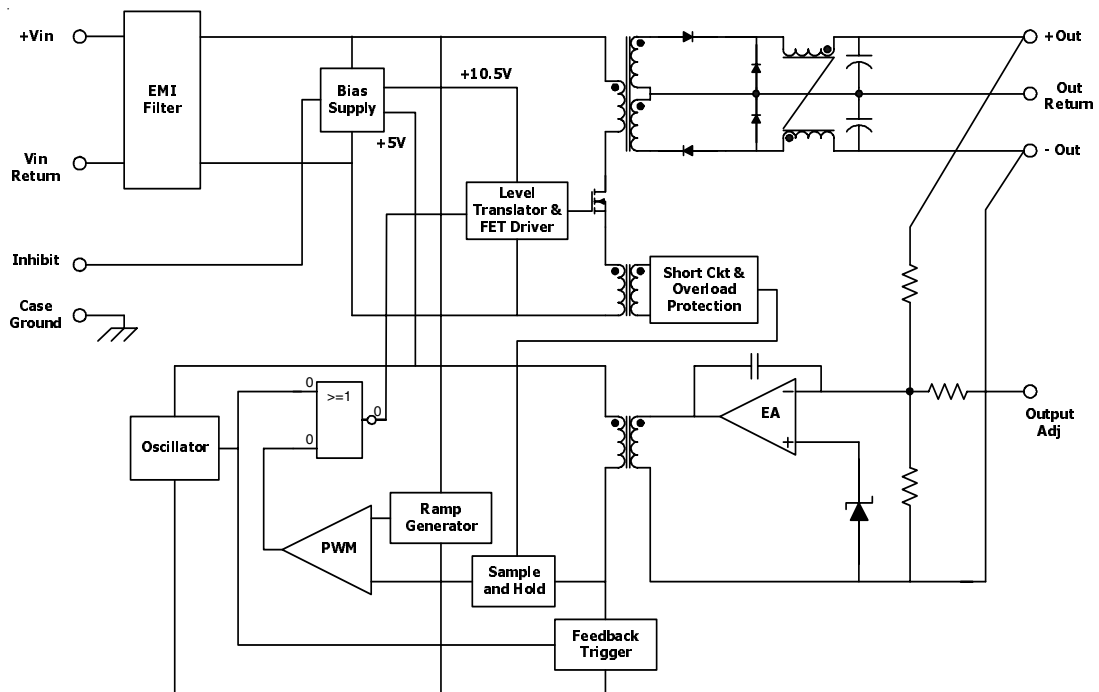 +Vin
EMI
Filter
Bias
Supply
+10.5V
+5V
+Out
Out
Return
- Out
Vin
Return
Level
Translator &
FET Driver
Inhibit
Short Ckt &
Overload
Protection
Case
Ground
0
>=1
0
0
Oscillator
EA
−
+
Output
Adj
Ramp
Generator
PWM
Sample
and Hold
Feedback
Trigger